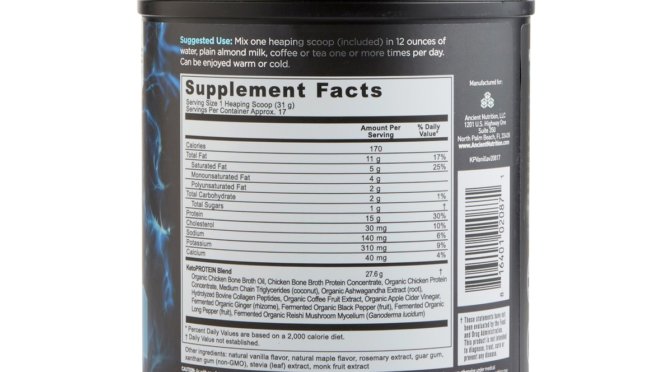 Suggested Use: Mix one heaping scoop (included) in 12 ounces of
water, plain almond milk, coffee or tea one or more times per day.
Can be enjoyed warm or cold.
Supplement Facts
Serving Size 1 Heaping Scoop (31 g)
Servings Per Container Approx. 17
Amount Per Serving % Daily Value*
Calories 170
Total Fat 11 g 17%
Saturated Fat 5 g 25%
Monounsaturated Fat 4 g
Polyunsaturated Fat 2 g
Total Carbohydrate 2 g 1%
Total Sugars 1 g †
Protein 15 g 30%
Cholesterol 30 mg 10%
Sodium 140 mg 6%
Potassium 310 mg 9%
Calcium 40 mg 4%
KetoPROTEIN Blend 27.6 g †
Organic Chicken Bone Broth Oil, Chicken Bone Broth Protein Concentrate, Organic Chicken Protein
Concentrate, Medium Chain Triglycerides (coconut), Organic Ashwagandha Extract (root),
Hydrolyzed Bovine Collagen Peptides, Organic Coffee Fruit Extract, Organic Apple Cider Vinegar,
Fermented Organic Ginger (rhizome), Fermented Organic Black Pepper (fruit), Fermented Organic
Long Pepper (fruit), Fermented Organic Reishi Mushroom Mycelium (Ganoderma lucidum)
* Percent Daily Values are based on a 2,000 calorie diet.
† Daily Value not established.
Other ingredients: natural vanilla flavor, natural maple flavor, rosemary extract, guar gum,
xanthan gum (non-GMO), stevia (leaf) extract, monk fruit extract
Manufactured for:
Ancient Nutrition, LLC
1201 U.S. Highway One
Suite 350
North Palm Beach, FL 33408
www.AncientNutrition.com
KPVanilav20817
8 16401 02087 1
† These statements have not
been evaluated by the Food
and Drug Administration.
This product is not intended
to diagnose, treat, cure or
prevent any disease.